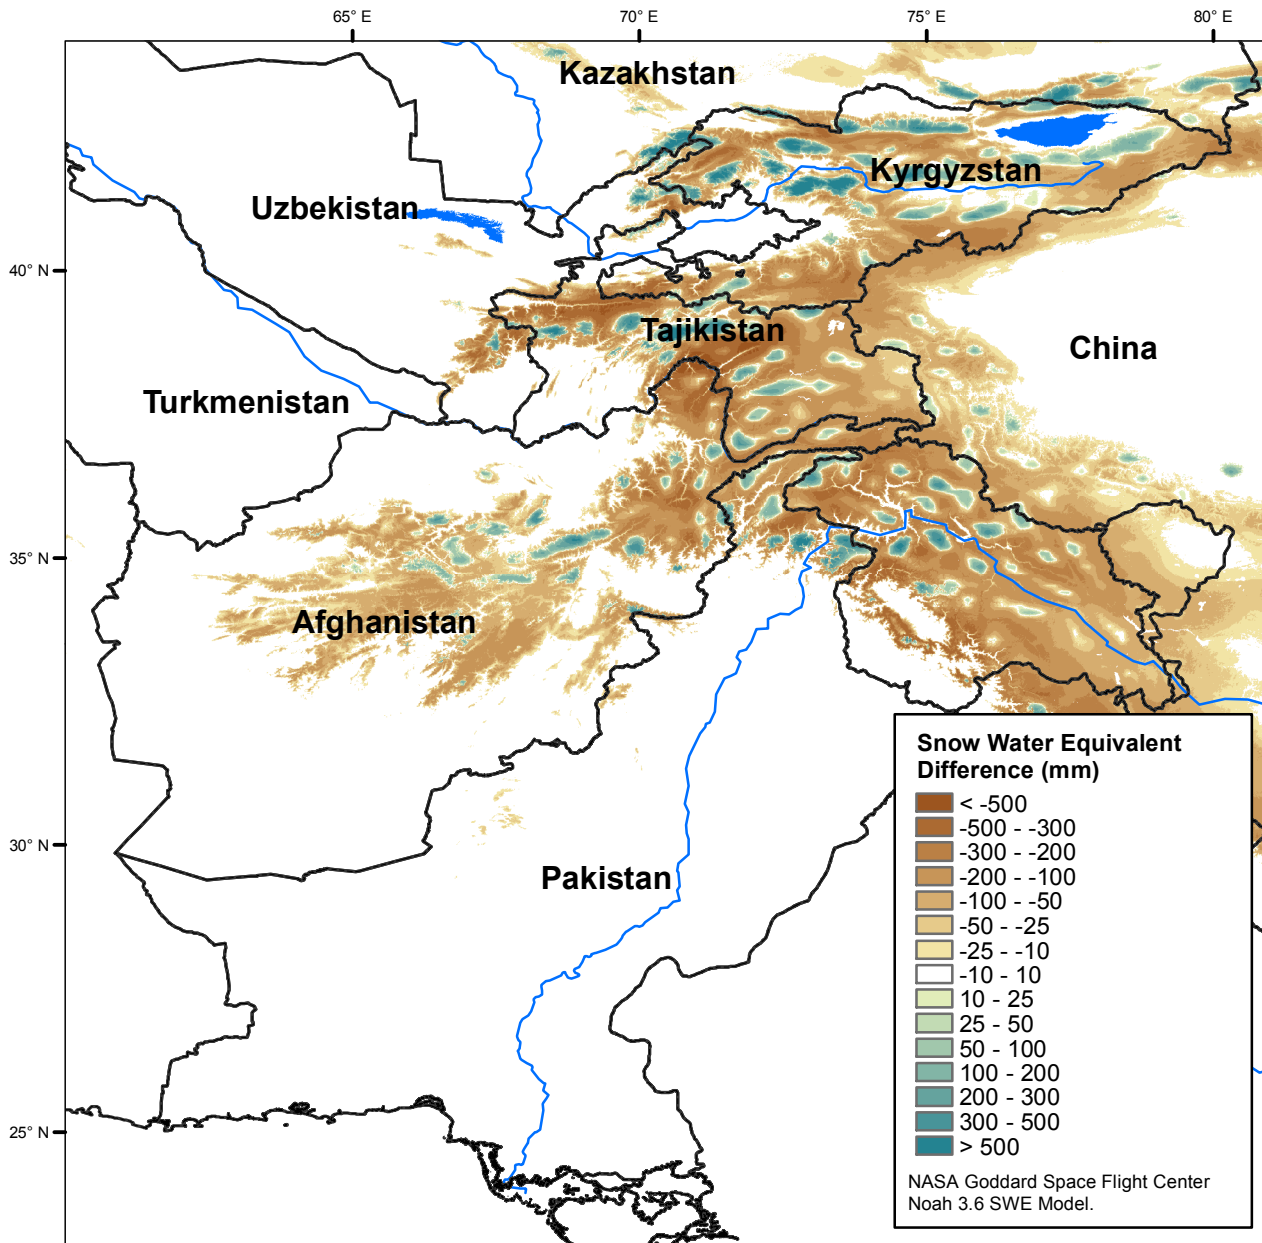 65° E
70° E
75° E
80° E
Kazakhstan
Kyrgyzstan
Uzbekistan
40° N
Tajikistan
China
Turkmenistan
35° N
Afghanistan
30° N
Pakistan
25° N
Snow Water Equivalent
Difference (mm)
< -500
-500 - -300
-300 - -200
-200 - -100
-100 - -50
-50 - -25
-25 - -10
-10 - 10
10 - 25
25 - 50
50 - 100
100 - 200
200 - 300
300 - 500
> 500
NASA Goddard Space Flight Center
Noah 3.6 SWE Model.